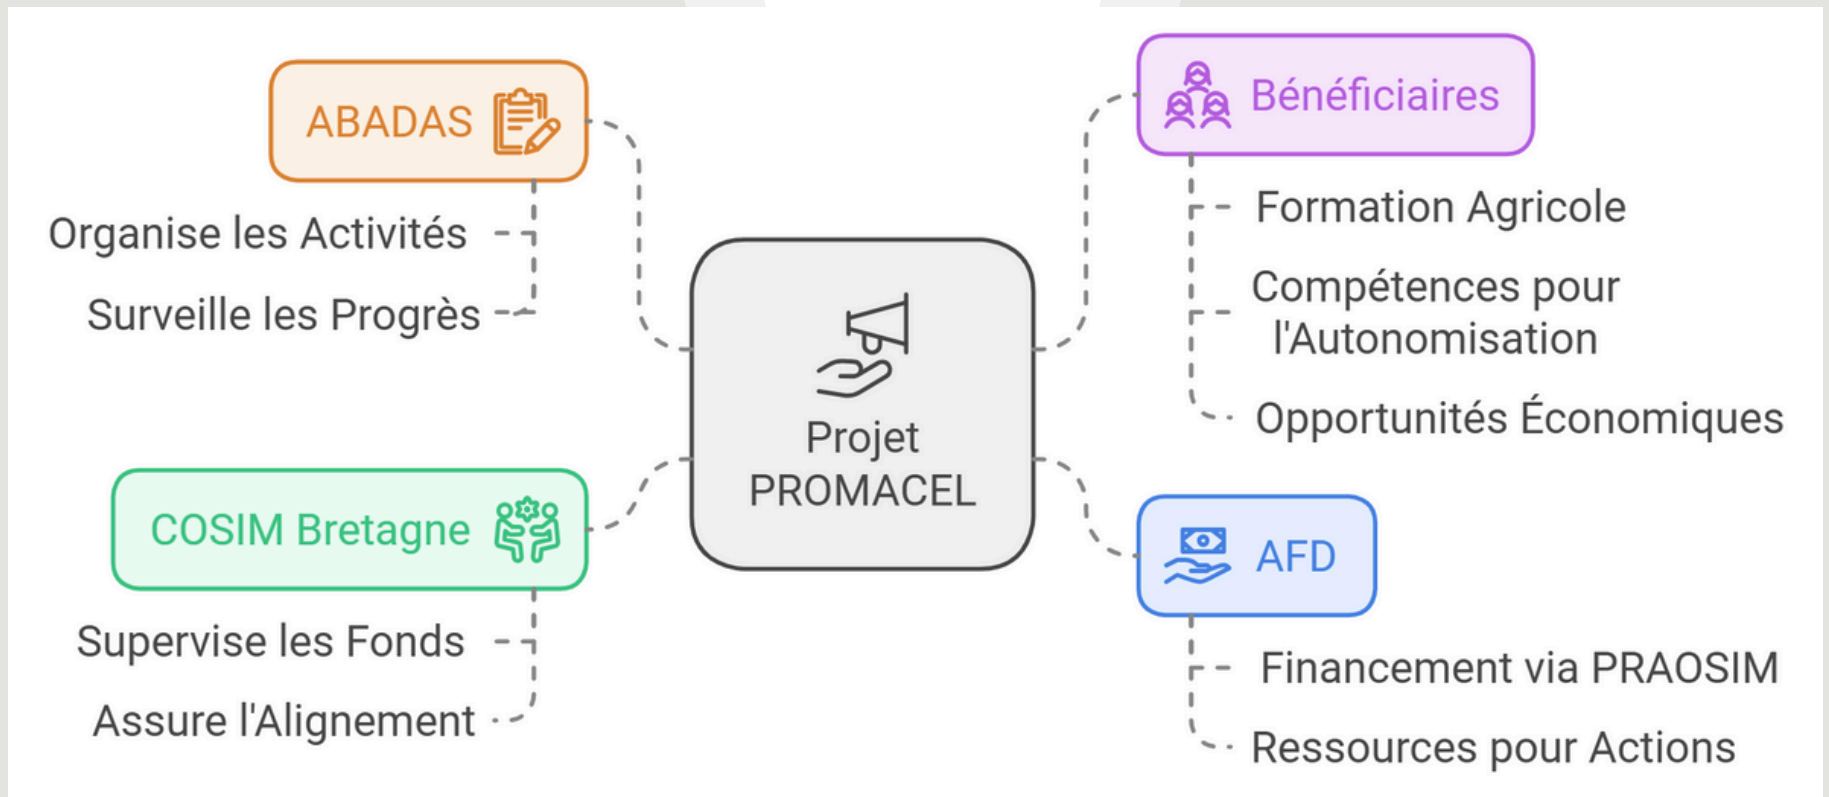 ABADAS
Organise les Activités
Surveille les Progrès
COSIM Bretagne
Supervise les Fonds
Assure l'Alignement
Projet
PROMACEL
Bénéficiaires
Formation Agricole
Compétences pour
l'Autonomisation
Opportunités Économiques
AFD
Financement via PRAOSIM
Ressources pour Actions